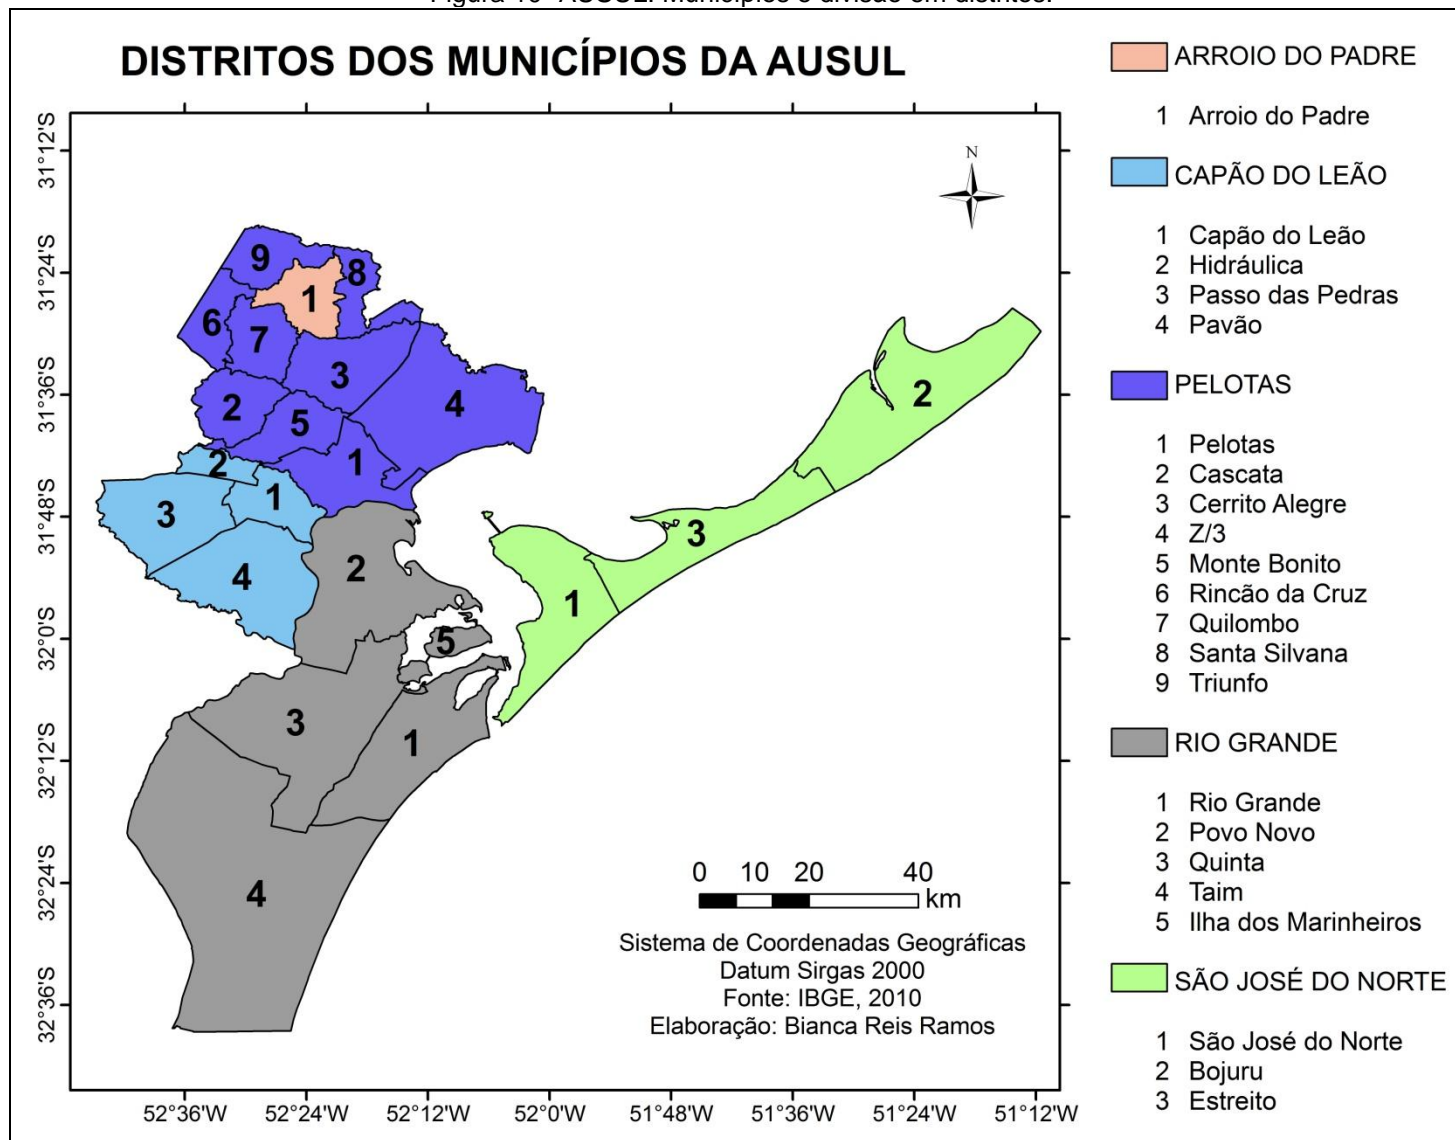 DISTRITOS DOS MUNICÍPIOS DA AUSUL
N
31°12'S
31°24'S
31°36'S
31°48'S
32°0'S
32°12'S
32°24'S
32°36'S
9
8
1
6
7
3
2
5
4
1
2
1
3
4
2
5
3
1
4
2
3
1
0 10 20 40
km
Sistema de Coordenadas Geográficas
Datum Sirgas 2000
Fonte: IBGE, 2010
Elaboração: Bianca Reis Ramos
52°36'W 52°24'W 52°12'W 52°0'W 51°48'W 51°36'W 51°24'W 51°12'W
ARROIO DO PADRE
1 Arroio do Padre
CAPÃO DO LEÃO
1 Capão do Leão
2 Hidráulica
3 Passo das Pedras
4 Pavão
PELOTAS
1 Pelotas
2 Cascata
3 Cerrito Alegre
4 Z/3
5 Monte Bonito
6 Rincão da Cruz
7 Quilombo
8 Santa Silvana
9 Triunfo
RIO GRANDE
1 Rio Grande
2 Povo Novo
3 Quinta
4 Taim
5 Ilha dos Marinheiros
SÃO JOSÉ DO NORTE
1 São José do Norte
2 Bojuru
3 Estreito